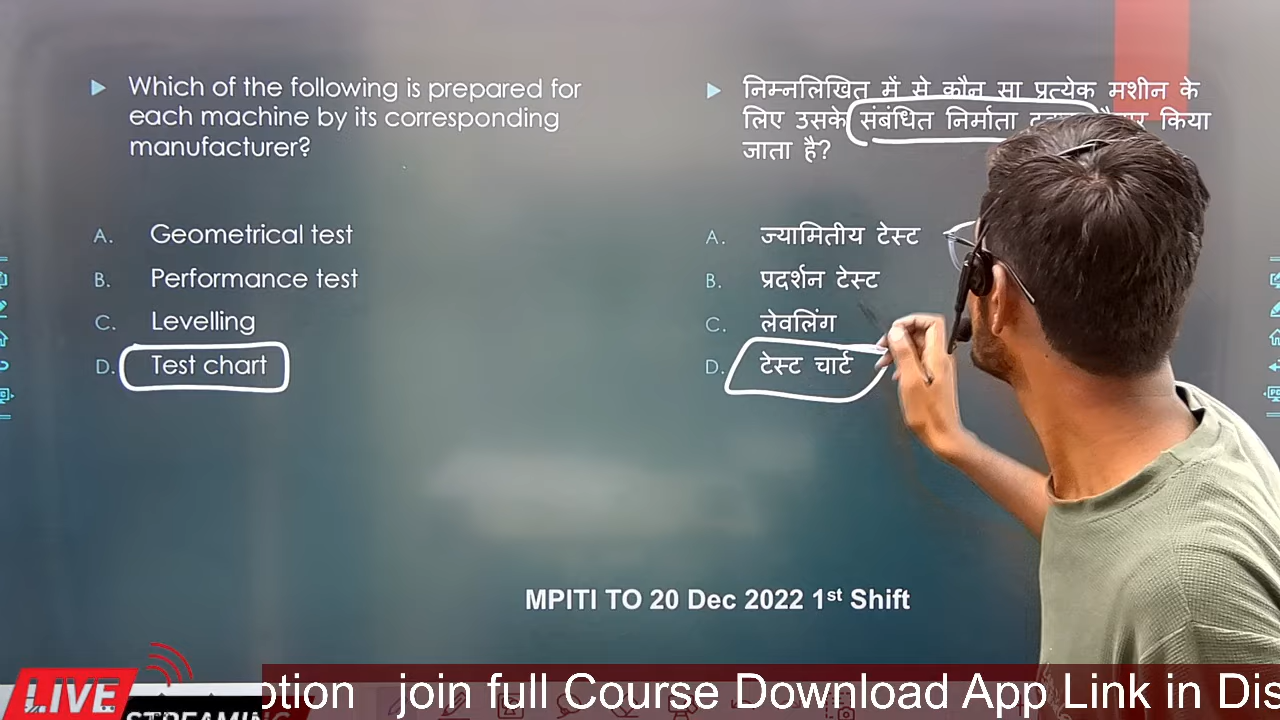 Which of the following is prepared for
each machine by its corresponding
manufacturer?
A. Geometrical test
B. Performance test
C. Levelling
D. Test chart
निम्नलिखित में से कौन सा प्रत्येक मशीन के
लिए उसके संबंधित निर्माता किया
जाता है?
A. ज्यामितीय टेस्ट
B. प्रदर्शन टेस्ट
C. लेवलिंग
D. टेस्ट चार्ट
MPITI TO 20 Dec 2022 1st Shift
LIVE
STREAMING
join full Course Download App Link in